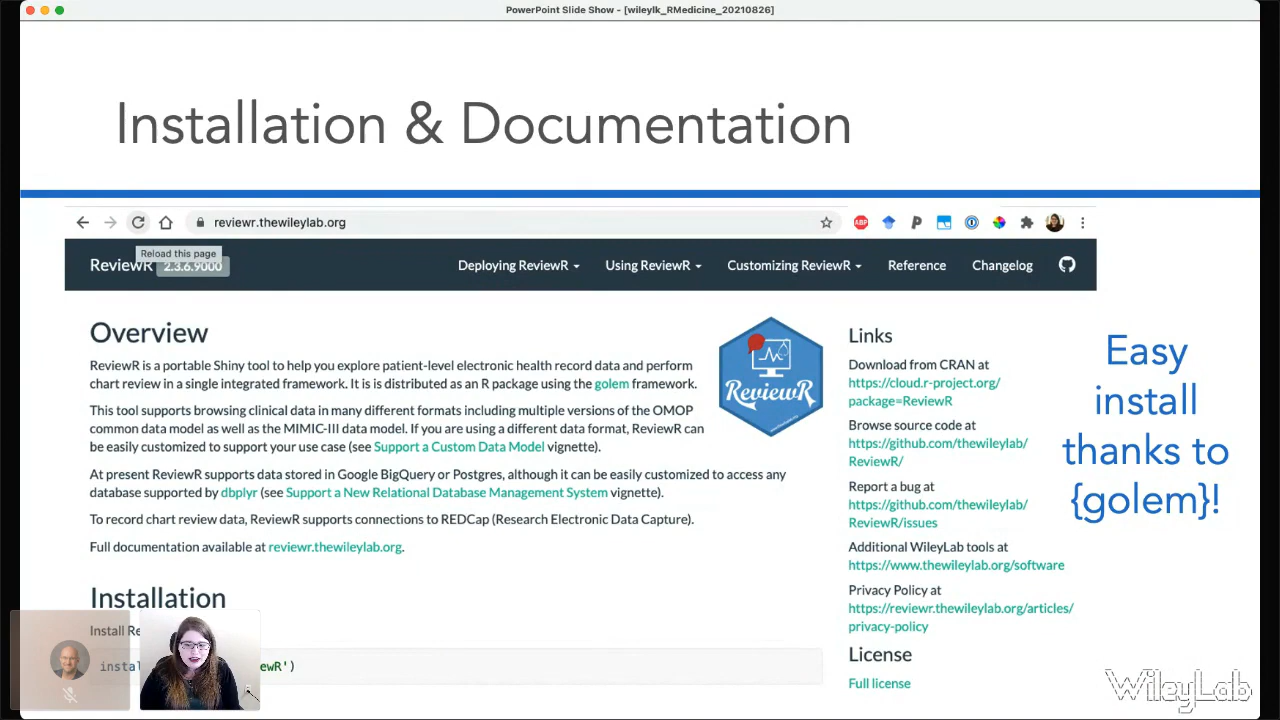 PowerPoint Slide Show - [wileylk_RMedicine_20210826]
Installation & Documentation
reviewr.thewileylab.org
ABP
Reload this page
ReviewR 2.3.6.9000
Deploying ReviewR
Using ReviewR
Customizing ReviewR
Reference
Changelog
Overview
ReviewR is a portable Shiny tool to help you explore patient-level electronic health record data and perform
chart review in a single integrated framework. It is distributed as an R package using the golem framework.
This tool supports browsing clinical data in many different formats including multiple versions of the OMOP
common data model as well as the MIMIC-III data model. If you are using a different data format, ReviewR can
be easily customized to support your use case (see Support a Custom Data Model vignette).
At present ReviewR supports data stored in Google BigQuery or Postgres, although it can be easily customized to access any
database supported by dbplyr (see Support a New Relational Database Management System vignette).
To record chart review data, ReviewR supports connections to REDCap (Research Electronic Data Capture).
Full documentation available at reviewr.thewileylab.org.
Installation
Install Re
insta
ewR')
ReviewR
Links
Download from CRAN at
https://cloud.r-project.org/
package=ReviewR
Browse source code at
https://github.com/thewileylab/
ReviewR/
Report a bug at
https://github.com/thewileylab/
ReviewR/issues
Additional WileyLab tools at
https://www.thewileylab.org/software
Privacy Policy at
https://reviewr.thewileylab.org/articles/
privacy-policy
License
Full license
Easy
install
thanks to
{golem}!
WileyLab